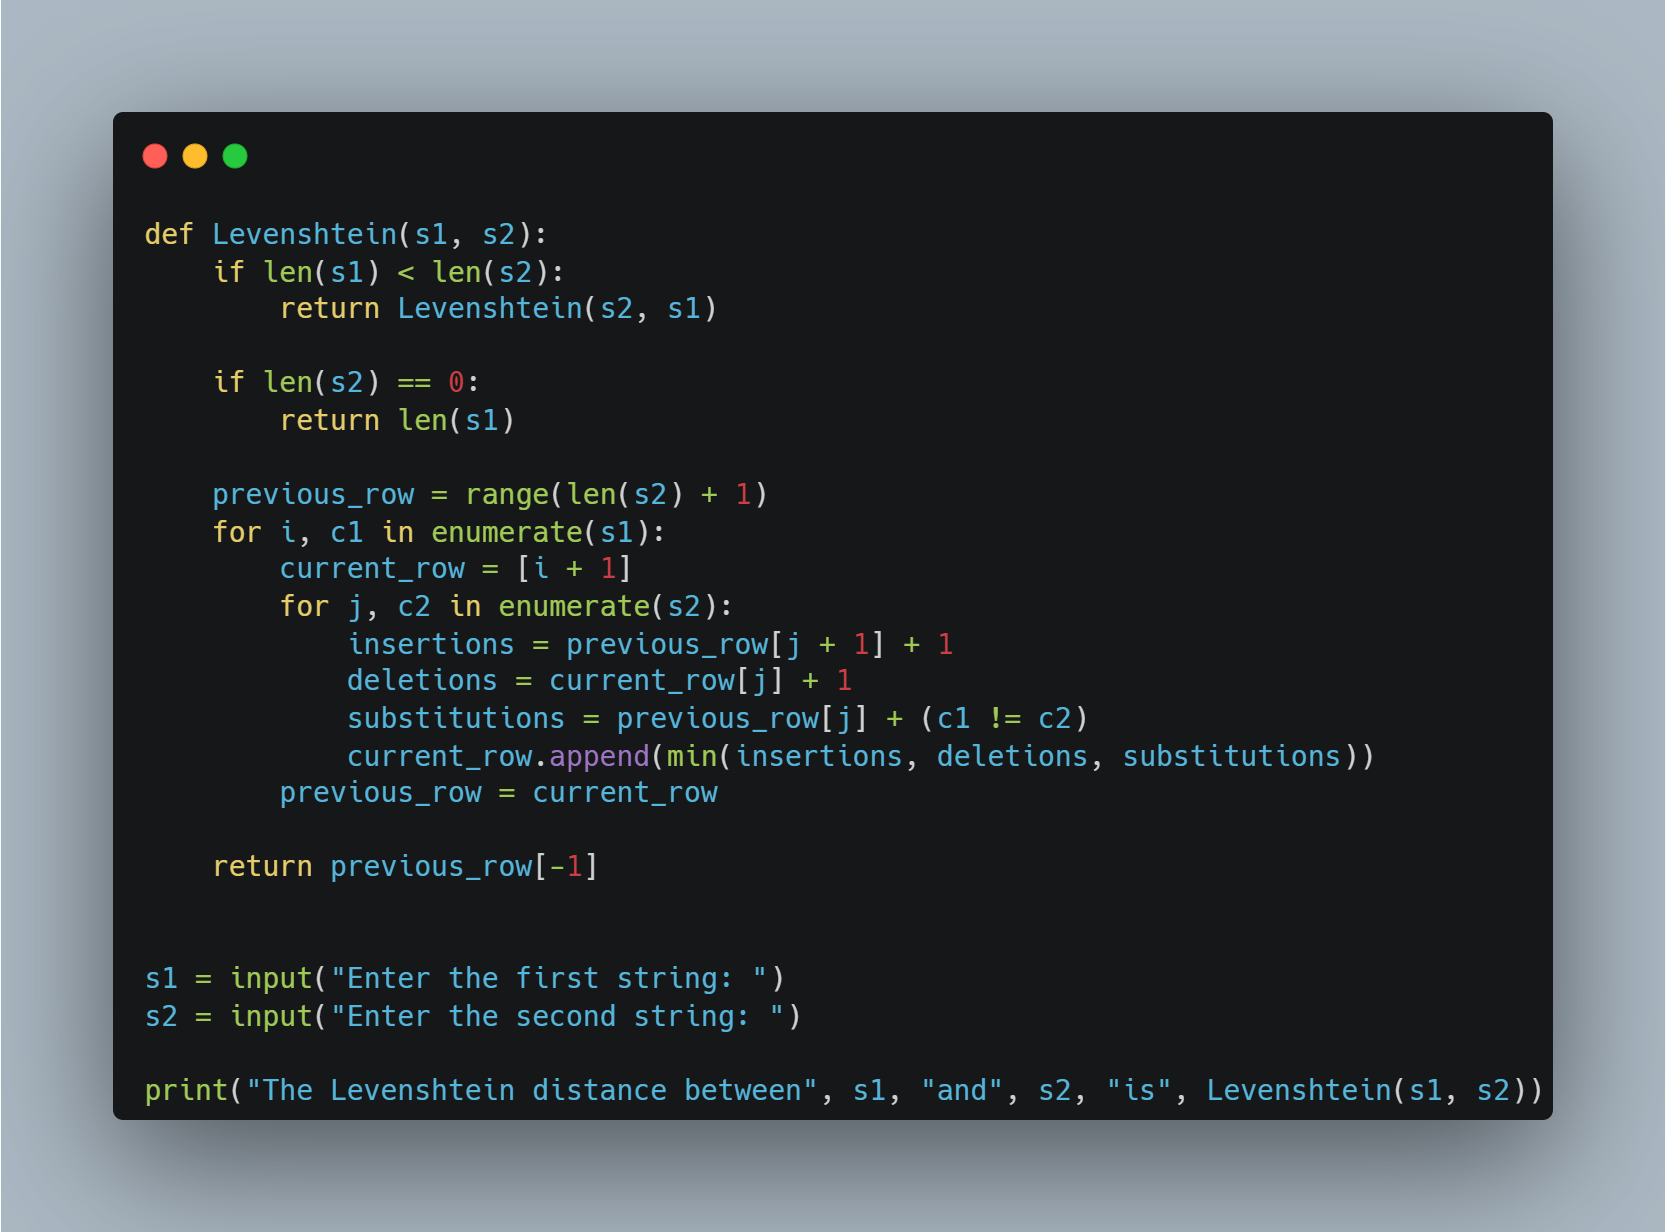 def Levenshtein(s1, s2):
    if len(s1) < len(s2):
        return Levenshtein(s2, s1)

    if len(s2) == 0:
        return len(s1)

    previous_row = range(len(s2) + 1)
    for i, c1 in enumerate(s1):
        current_row = [i + 1]
        for j, c2 in enumerate(s2):
            insertions = previous_row[j + 1] + 1
            deletions = current_row[j] + 1
            substitutions = previous_row[j] + (c1 != c2)
            current_row.append(min(insertions, deletions, substitutions))
        previous_row = current_row

    return previous_row[-1]


s1 = input("Enter the first string: ")
s2 = input("Enter the second string: ")

print("The Levenshtein distance between", s1, "and", s2, "is", Levenshtein(s1, s2))